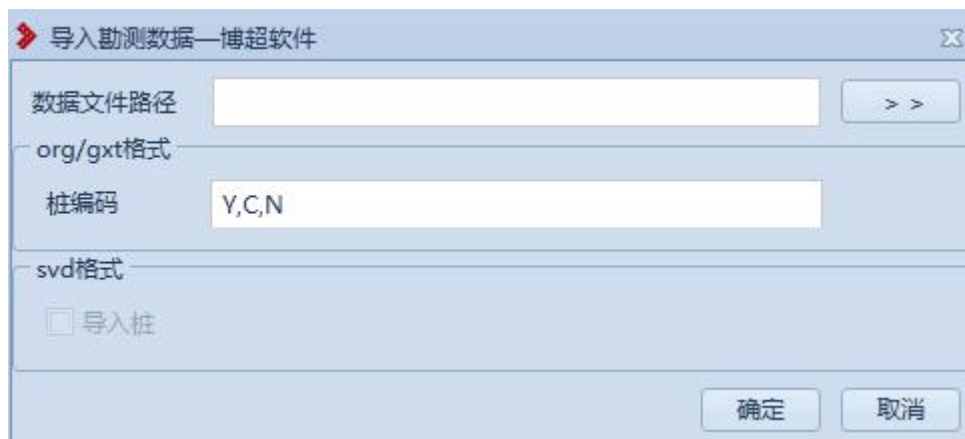 导入勘测数据—博超软件
数据文件路径
> >
org/gxt格式
桩编码
Y,C,N
svd格式
导入桩
确定
取消